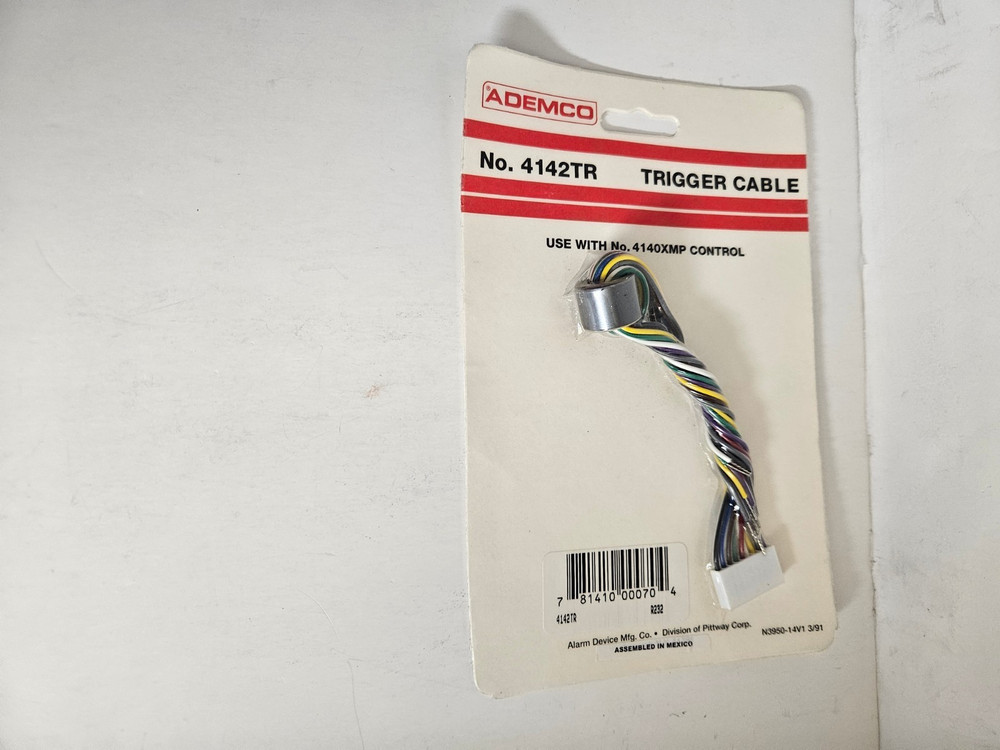 ADEMCO
No. 4142TR TRIGGER CABLE
USE WITH No. 4140XMP CONTROL
7 81410 00070 4
4142TR R232
Alarm Device Mfg. Co. • Division of Pittway Corp. N3950-14V1 3/91
ASSEMBLED IN MEXICO